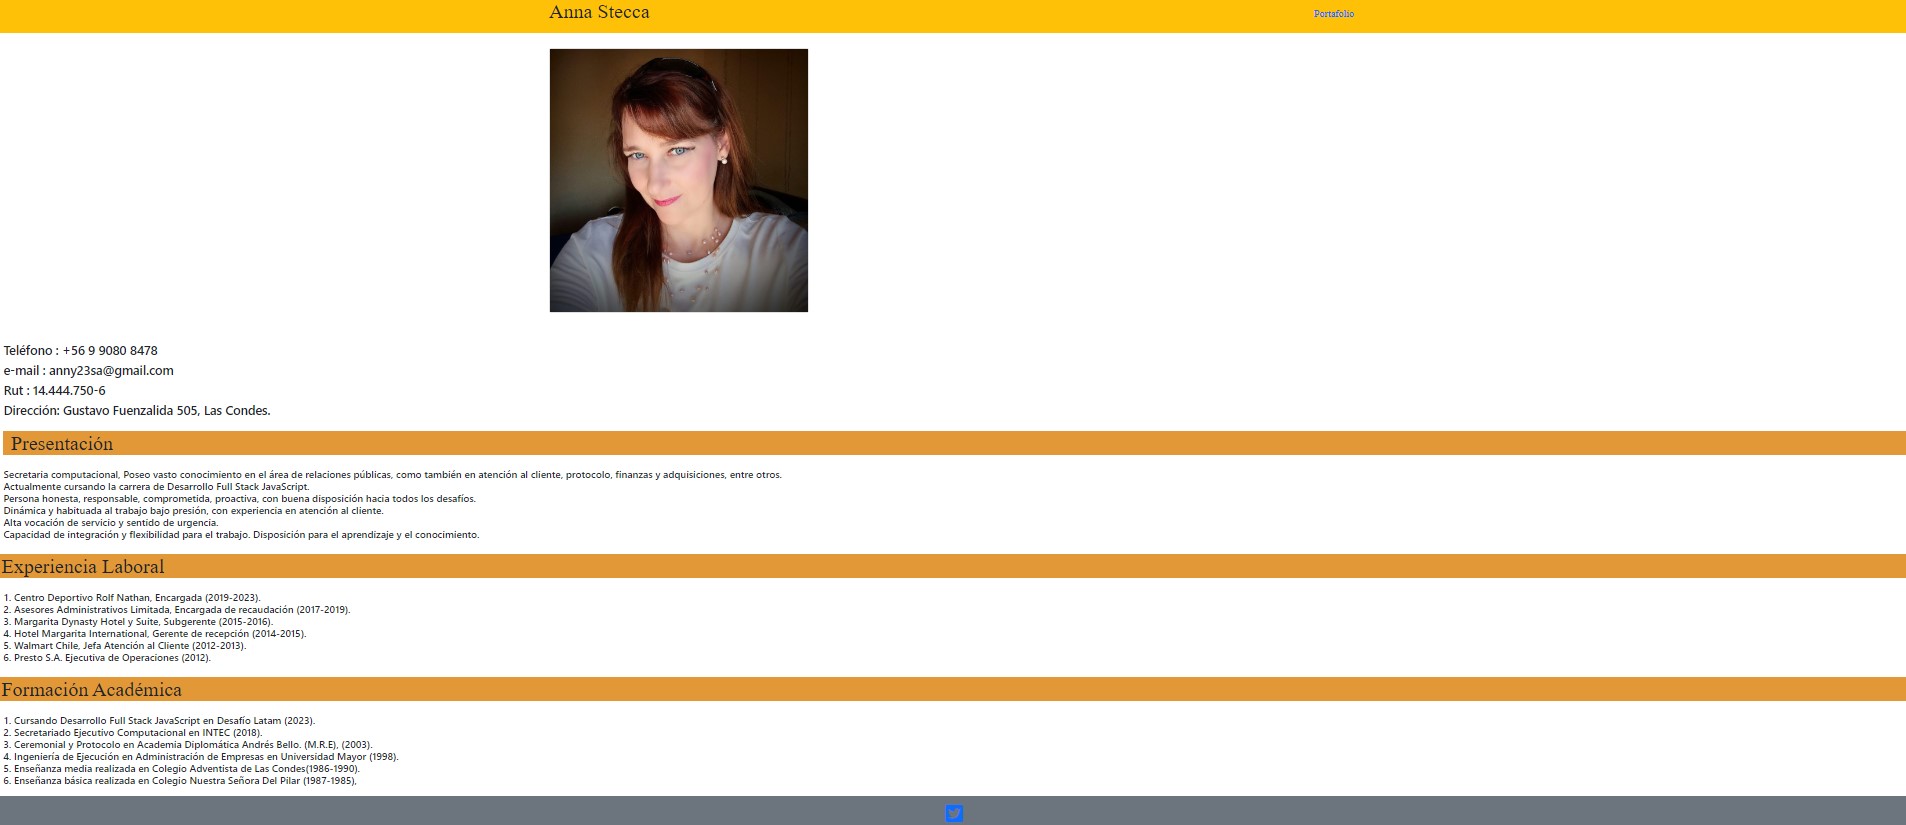 Anna Stecca
Portafolio
Teléfono : +56 9 9080 8478
e-mail : anny23sa@gmail.com
Rut : 14.444.750-6
Dirección: Gustavo Fuenzalida 505, Las Condes.
Presentación
Secretaria computacional, Poseo vasto conocimiento en el área de relaciones públicas, como también en atención al cliente, protocolo, finanzas y adquisiciones, entre otros.
Actualmente cursando la carrera de Desarrollo Full Stack JavaScript.
Persona honesta, responsable, comprometida, proactiva, con buena disposición hacia todos los desafíos.
Dinámica y habituada al trabajo bajo presión, con experiencia en atención al cliente.
Alta vocación de servicio y sentido de urgencia.
Capacidad de integración y flexibilidad para el trabajo. Disposición para el aprendizaje y el conocimiento.
Experiencia Laboral
1. Centro Deportivo Rolf Nathan, Encargada (2019-2023).
2. Asesores Administrativos Limitada, Encargada de recaudación (2017-2019).
3. Margarita Dynasty Hotel y Suite, Subgerente (2015-2016).
4. Hotel Margarita International, Gerente de recepción (2014-2015).
5. Walmart Chile, Jefa Atención al Cliente (2012-2013).
6. Presto S.A. Ejecutiva de Operaciones (2012).
Formación Académica
1. Cursando Desarrollo Full Stack JavaScript en Desafío Latam (2023).
2. Secretariado Ejecutivo Computacional en INTEC (2018).
3. Ceremonial y Protocolo en Academia Diplomática Andrés Bello. (M.R.E), (2003).
4. Ingeniería de Ejecución en Administración de Empresas en Universidad Mayor (1998).
5. Enseñanza media realizada en Colegio Adventista de Las Condes(1986-1990).
6. Enseñanza básica realizada en Colegio Nuestra Señora Del Pilar (1987-1985),